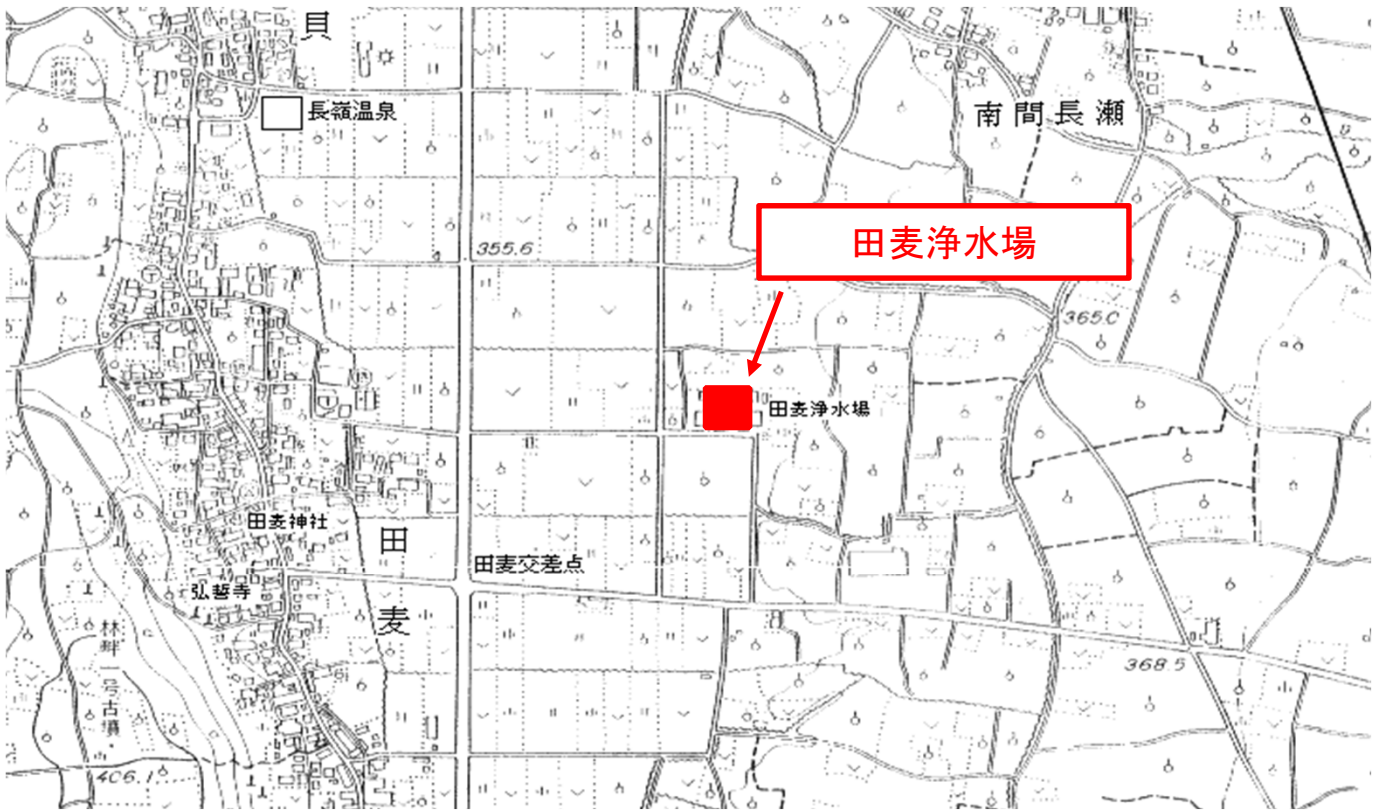 貝
長嶺温泉
南間長瀬
355.6
田麦浄水場
365.0
田麦浄水場
田麦神社
田麦
田麦交差点
弘誓寺
林畔一号古墳
368.5
406.1